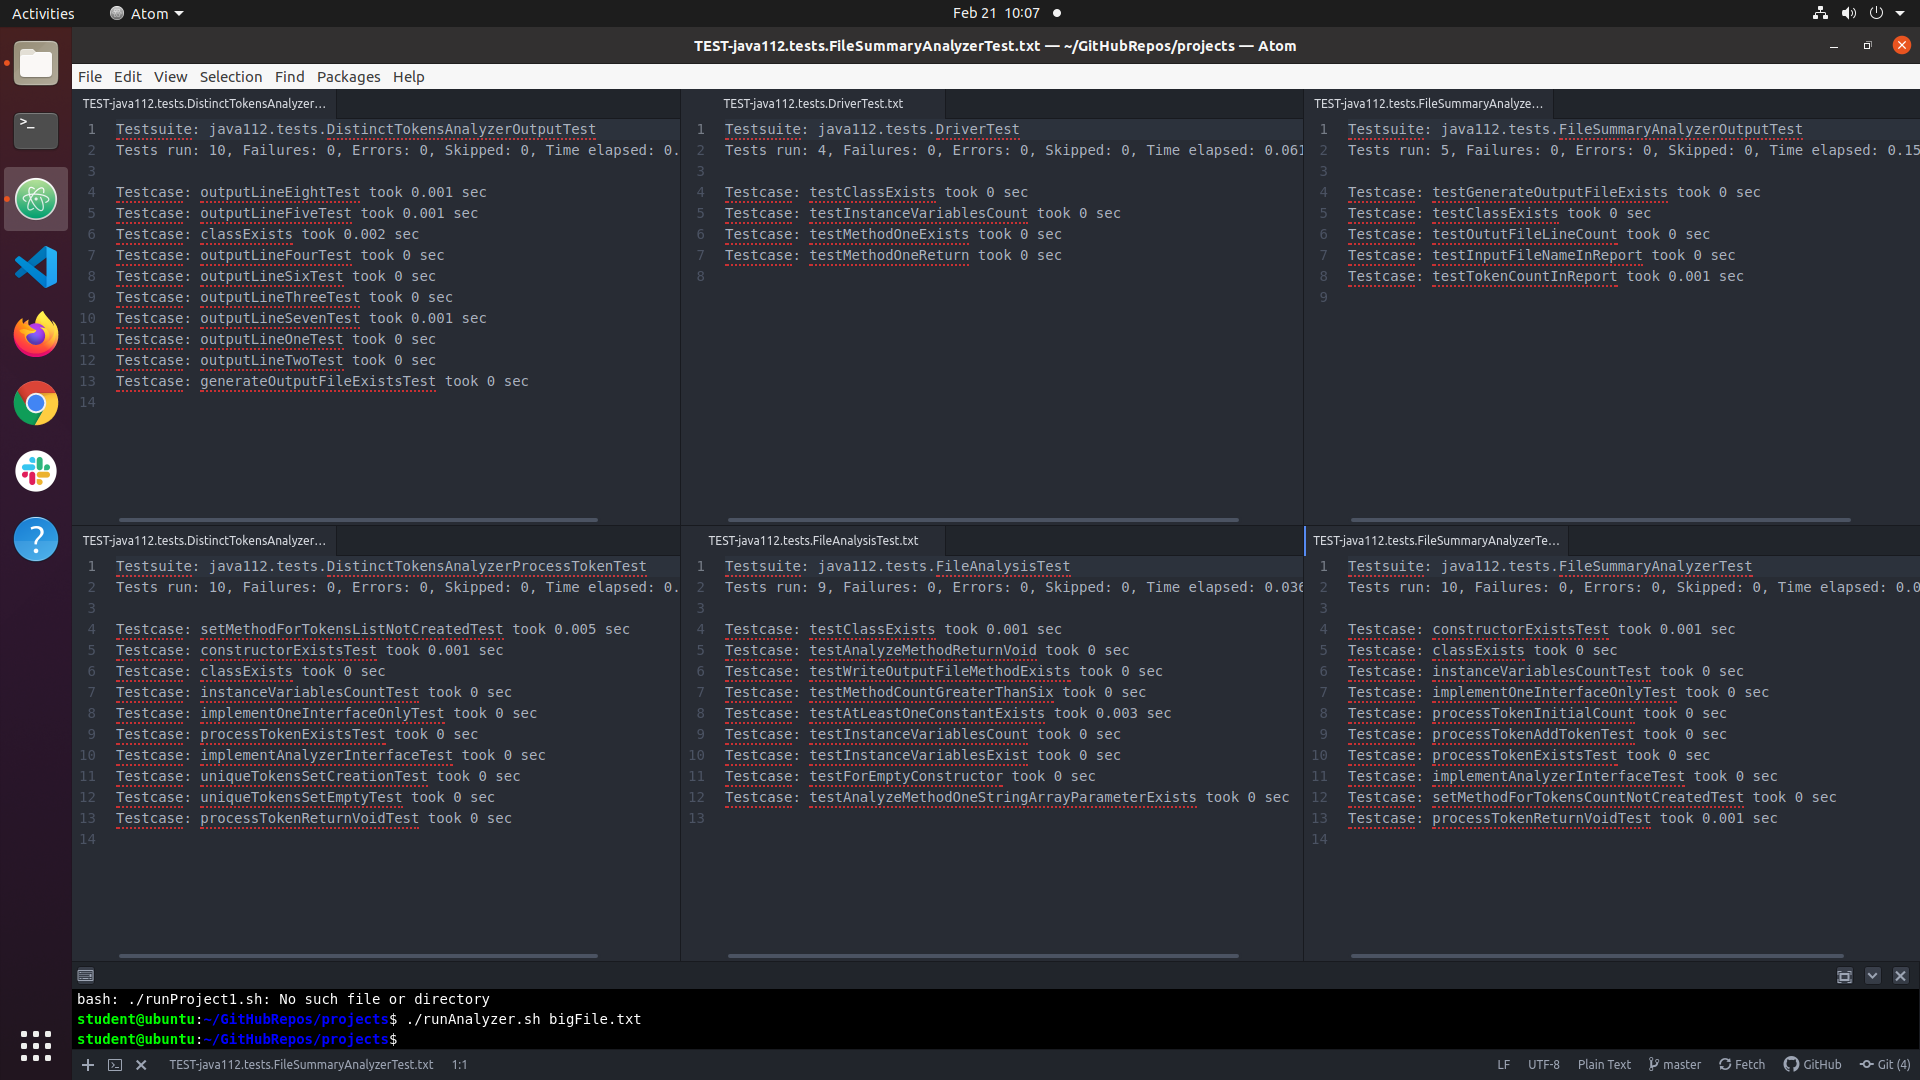 Activities
Atom
Feb 21 10:07
TEST-java112.tests.FileSummaryAnalyzerTest.txt — ~/GitHubRepos/projects — Atom
File Edit View Selection Find Packages Help
TEST-java112.tests.DistinctTokensAnalyzer...
1 Testsuite: java112.tests.DistinctTokensAnalyzerOutputTest
2 Tests run: 10, Failures: 0, Errors: 0, Skipped: 0, Time elapsed: 0.
3
4 Testcase: outputLineEightTest took 0.001 sec
5 Testcase: outputLineFiveTest took 0.001 sec
6 Testcase: classExists took 0.002 sec
7 Testcase: outputLineFourTest took 0 sec
8 Testcase: outputLineSixTest took 0 sec
9 Testcase: outputLineThreeTest took 0 sec
10 Testcase: outputLineSevenTest took 0.001 sec
11 Testcase: outputLineOneTest took 0 sec
12 Testcase: outputLineTwoTest took 0 sec
13 Testcase: generateOutputFileExistsTest took 0 sec
14
TEST-java112.tests.DriverTest.txt
1 Testsuite: java112.tests.DriverTest
2 Tests run: 4, Failures: 0, Errors: 0, Skipped: 0, Time elapsed: 0.061
3
4 Testcase: testClassExists took 0 sec
5 Testcase: testInstanceVariablesCount took 0 sec
6 Testcase: testMethodOneExists took 0 sec
7 Testcase: testMethodOneReturn took 0 sec
8
TEST-java112.tests.FileSummaryAnalyze...
1 Testsuite: java112.tests.FileSummaryAnalyzerOutputTest
2 Tests run: 5, Failures: 0, Errors: 0, Skipped: 0, Time elapsed: 0.15
3
4 Testcase: testGenerateOutputFileExists took 0 sec
5 Testcase: testClassExists took 0 sec
6 Testcase: testOututFileLineCount took 0 sec
7 Testcase: testInputFileNameInReport took 0 sec
8 Testcase: testTokenCountInReport took 0.001 sec
9
TEST-java112.tests.DistinctTokensAnalyzer...
1 Testsuite: java112.tests.DistinctTokensAnalyzerProcessTokenTest
2 Tests run: 10, Failures: 0, Errors: 0, Skipped: 0, Time elapsed: 0.
3
4 Testcase: setMethodForTokensListNotCreatedTest took 0.005 sec
5 Testcase: constructorExistsTest took 0.001 sec
6 Testcase: classExists took 0 sec
7 Testcase: instanceVariablesCountTest took 0 sec
8 Testcase: implementOneInterfaceOnlyTest took 0 sec
9 Testcase: processTokenExistsTest took 0 sec
10 Testcase: implementAnalyzerInterfaceTest took 0 sec
11 Testcase: uniqueTokensSetCreationTest took 0 sec
12 Testcase: uniqueTokensSetEmptyTest took 0 sec
13 Testcase: processTokenReturnVoidTest took 0 sec
14
TEST-java112.tests.FileAnalysisTest.txt
1 Testsuite: java112.tests.FileAnalysisTest
2 Tests run: 9, Failures: 0, Errors: 0, Skipped: 0, Time elapsed: 0.036
3
4 Testcase: testClassExists took 0.001 sec
5 Testcase: testAnalyzeMethodReturnVoid took 0 sec
6 Testcase: testWriteOutputFileMethodExists took 0 sec
7 Testcase: testMethodCountGreaterThanSix took 0 sec
8 Testcase: testAtLeastOneConstantExists took 0.003 sec
9 Testcase: testInstanceVariablesCount took 0 sec
10 Testcase: testInstanceVariablesExist took 0 sec
11 Testcase: testForEmptyConstructor took 0 sec
12 Testcase: testAnalyzeMethodOneStringArrayParameterExists took 0 sec
13
TEST-java112.tests.FileSummaryAnalyzerTe...
1 Testsuite: java112.tests.FileSummaryAnalyzerTest
2 Tests run: 10, Failures: 0, Errors: 0, Skipped: 0, Time elapsed: 0.0
3
4 Testcase: constructorExistsTest took 0.001 sec
5 Testcase: classExists took 0 sec
6 Testcase: instanceVariablesCountTest took 0 sec
7 Testcase: implementOneInterfaceOnlyTest took 0 sec
8 Testcase: processTokenInitialCount took 0 sec
9 Testcase: processTokenAddTokenTest took 0 sec
10 Testcase: processTokenExistsTest took 0 sec
11 Testcase: implementAnalyzerInterfaceTest took 0 sec
12 Testcase: setMethodForTokensCountNotCreatedTest took 0 sec
13 Testcase: processTokenReturnVoidTest took 0.001 sec
14
bash: ./runProject1.sh: No such file or directory
student@ubuntu:~/GitHubRepos/projects$ ./runAnalyzer.sh bigFile.txt
student@ubuntu:~/GitHubRepos/projects$
TEST-java112.tests.FileSummaryAnalyzerTest.txt 1:1
LF UTF-8 Plain Text master Fetch GitHub Git (4)